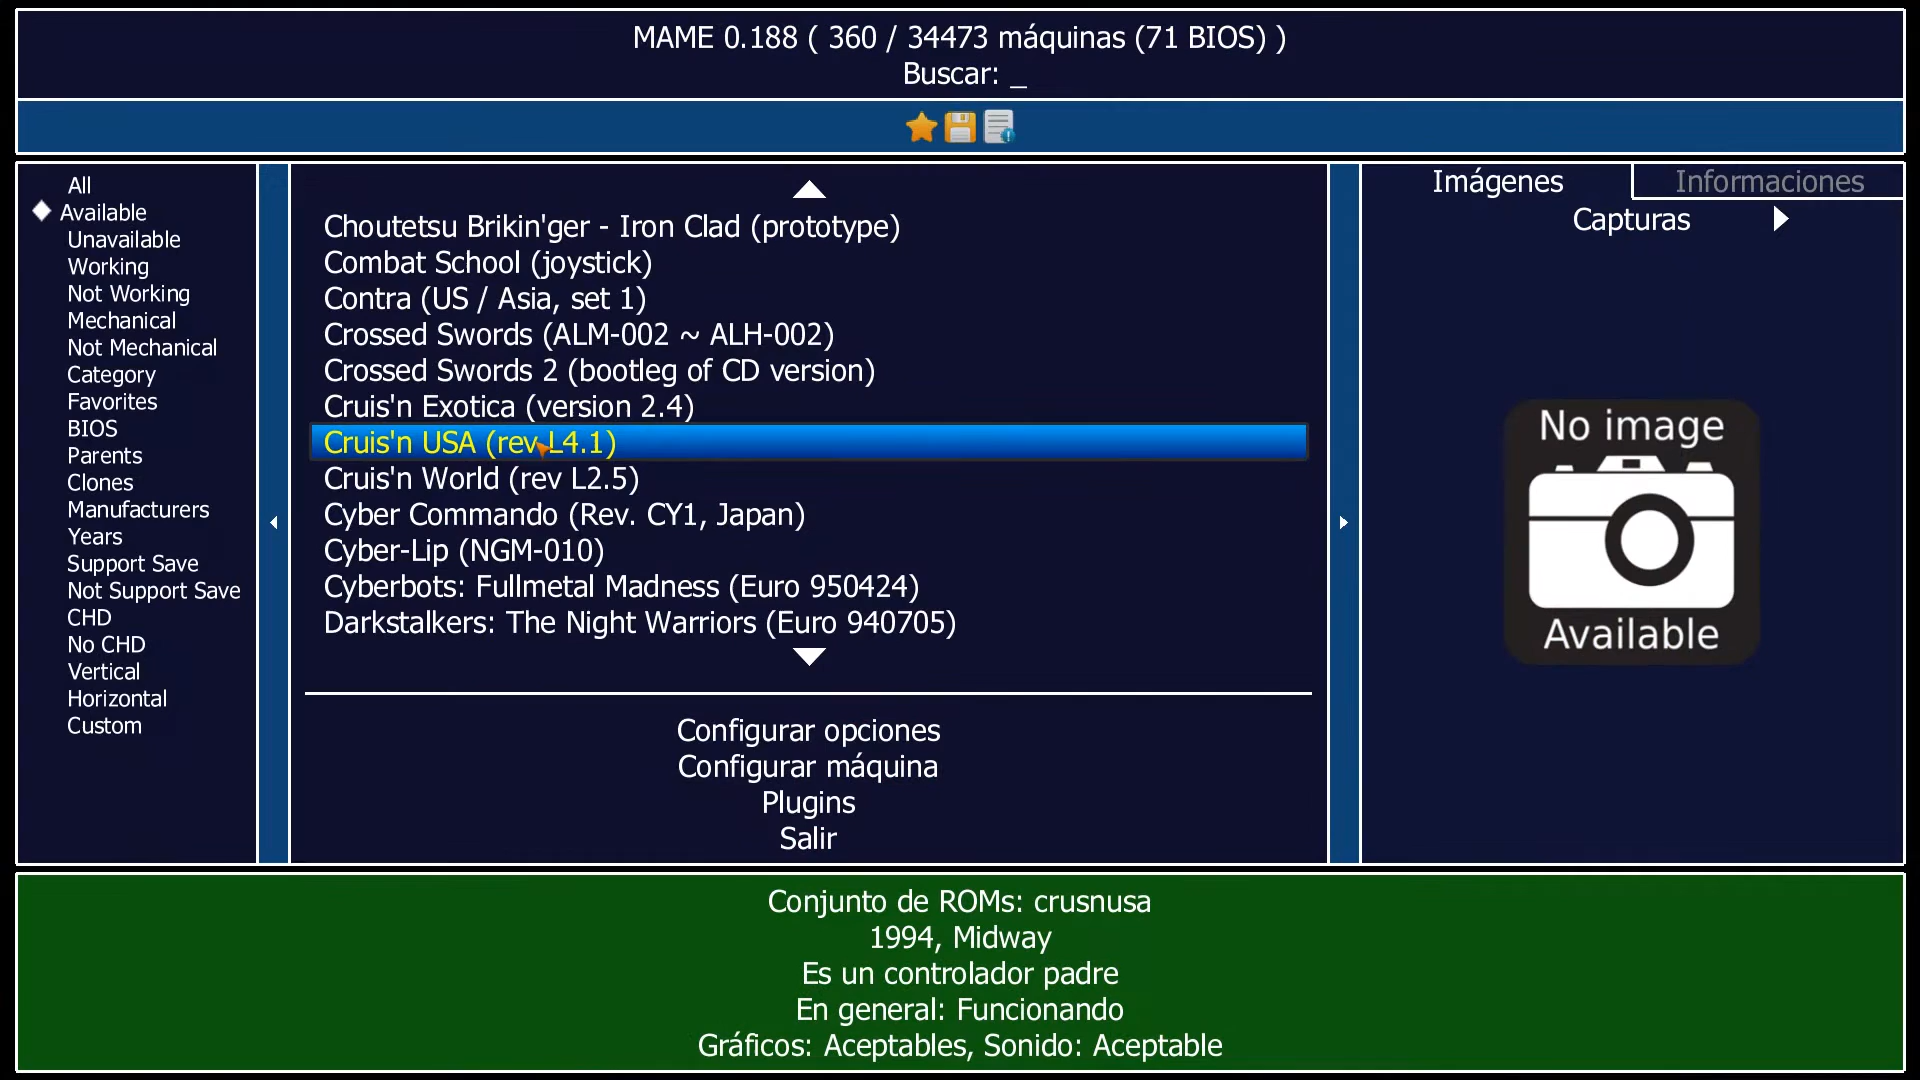 MAME 0.188 ( 360 / 34473 máquinas (71 BIOS) )
Buscar: _
All
Available
Unavailable
Working
Not Working
Mechanical
Not Mechanical
Category
Favorites
BIOS
Parents
Clones
Manufacturers
Years
Support Save
Not Support Save
CHD
No CHD
Vertical
Horizontal
Custom
Choutetsu Brikin'ger - Iron Clad (prototype)
Combat School (joystick)
Contra (US / Asia, set 1)
Crossed Swords (ALM-002 ~ ALH-002)
Crossed Swords 2 (bootleg of CD version)
Cruis'n Exotica (version 2.4)
Cruis'n USA (rev L4.1)
Cruis'n World (rev L2.5)
Cyber Commando (Rev. CY1, Japan)
Cyber-Lip (NGM-010)
Cyberbots: Fullmetal Madness (Euro 950424)
Darkstalkers: The Night Warriors (Euro 940705)
Configurar opciones
Configurar máquina
Plugins
Salir
Imágenes
Informaciones
Capturas
No image
Available
Conjunto de ROMs: crusnusa
1994, Midway
Es un controlador padre
En general: Funcionando
Gráficos: Aceptables, Sonido: Aceptable